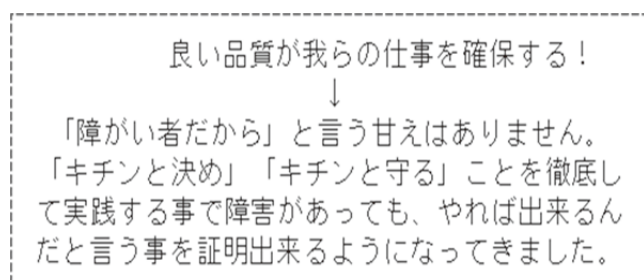 良い品質が我らの仕事を確保する！
↓
「障がい者だから」と言う甘えはありません。
「キチンと決め」「キチンと守る」ことを徹底し
て実践する事で障害があっても、やれば出来るん
だと言う事を証明出来るようになってきました。